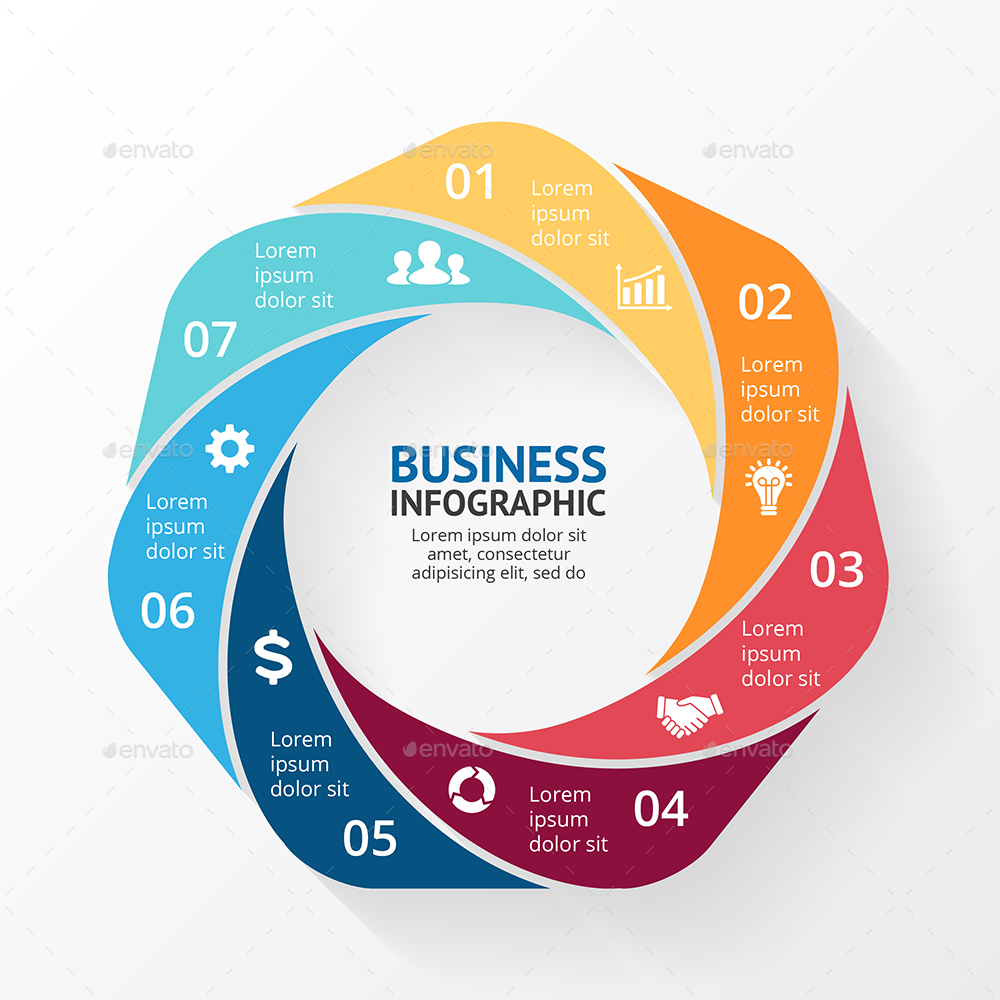 envato
envato
envato
01
Lorem
ipsum
dolor sit
02
Lorem
ipsum
dolor sit
03
Lorem
ipsum
dolor sit
04
Lorem
ipsum
dolor sit
05
Lorem
ipsum
dolor sit
06
Lorem
ipsum
dolor sit
07
Lorem
ipsum
dolor sit
$
BUSINESS
INFOGRAPHIC
Lorem ipsum dolor sit
amet, consectetur
adipisicing elit, sed do
envato
envato
envato
envato
envato
envato